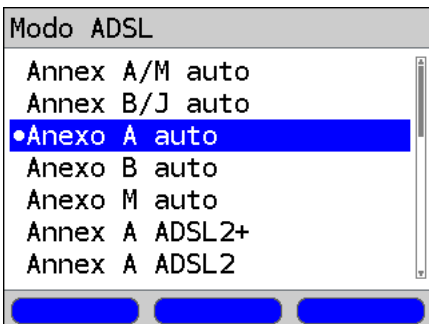 Modo ADSL
Annex A/M auto
Annex B/J auto
•Anexo A auto
Anexo B auto
Anexo M auto
Annex A ADSL2+
Annex A ADSL2